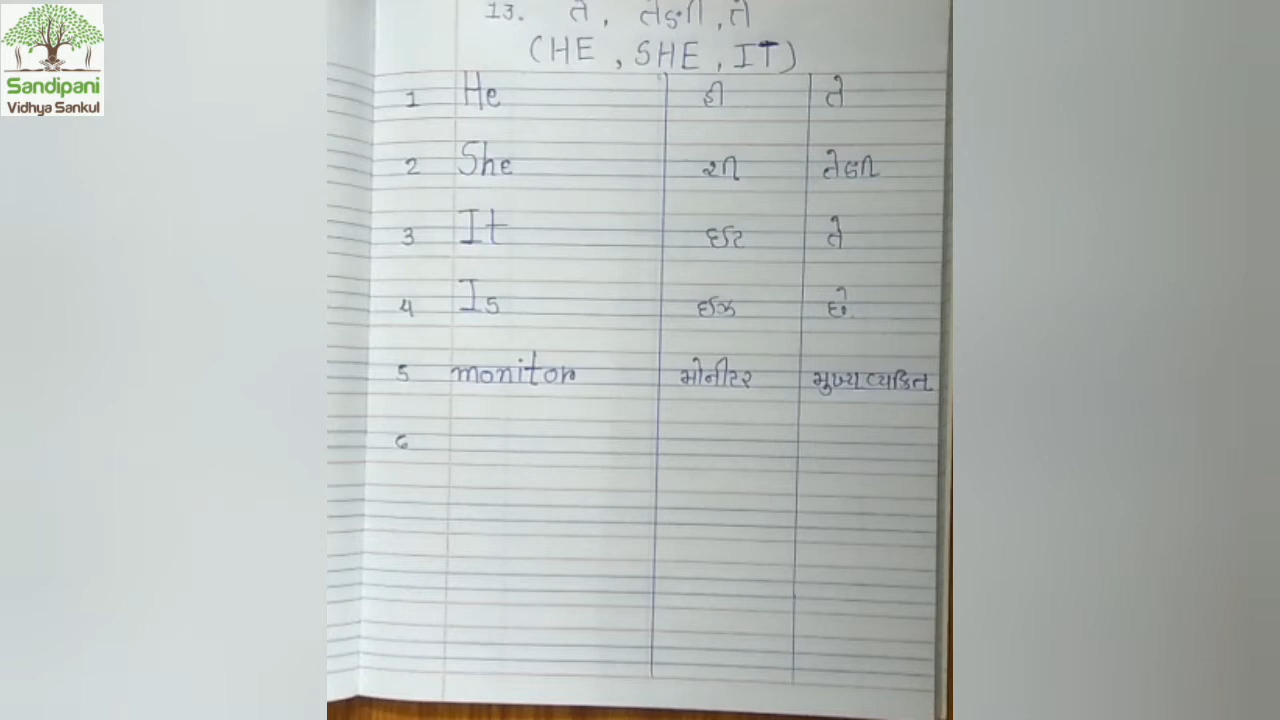 Sandipani
Vidhya Sankul
13. તે, તેણી, તે
(HE, SHE, IT)
1 He હી તે
2 She શી તેણી
3 It ઈટ તે
4 Is ઈઝ છે.
5 monitor મોનીટર મુખ્ય વ્યકિત
6